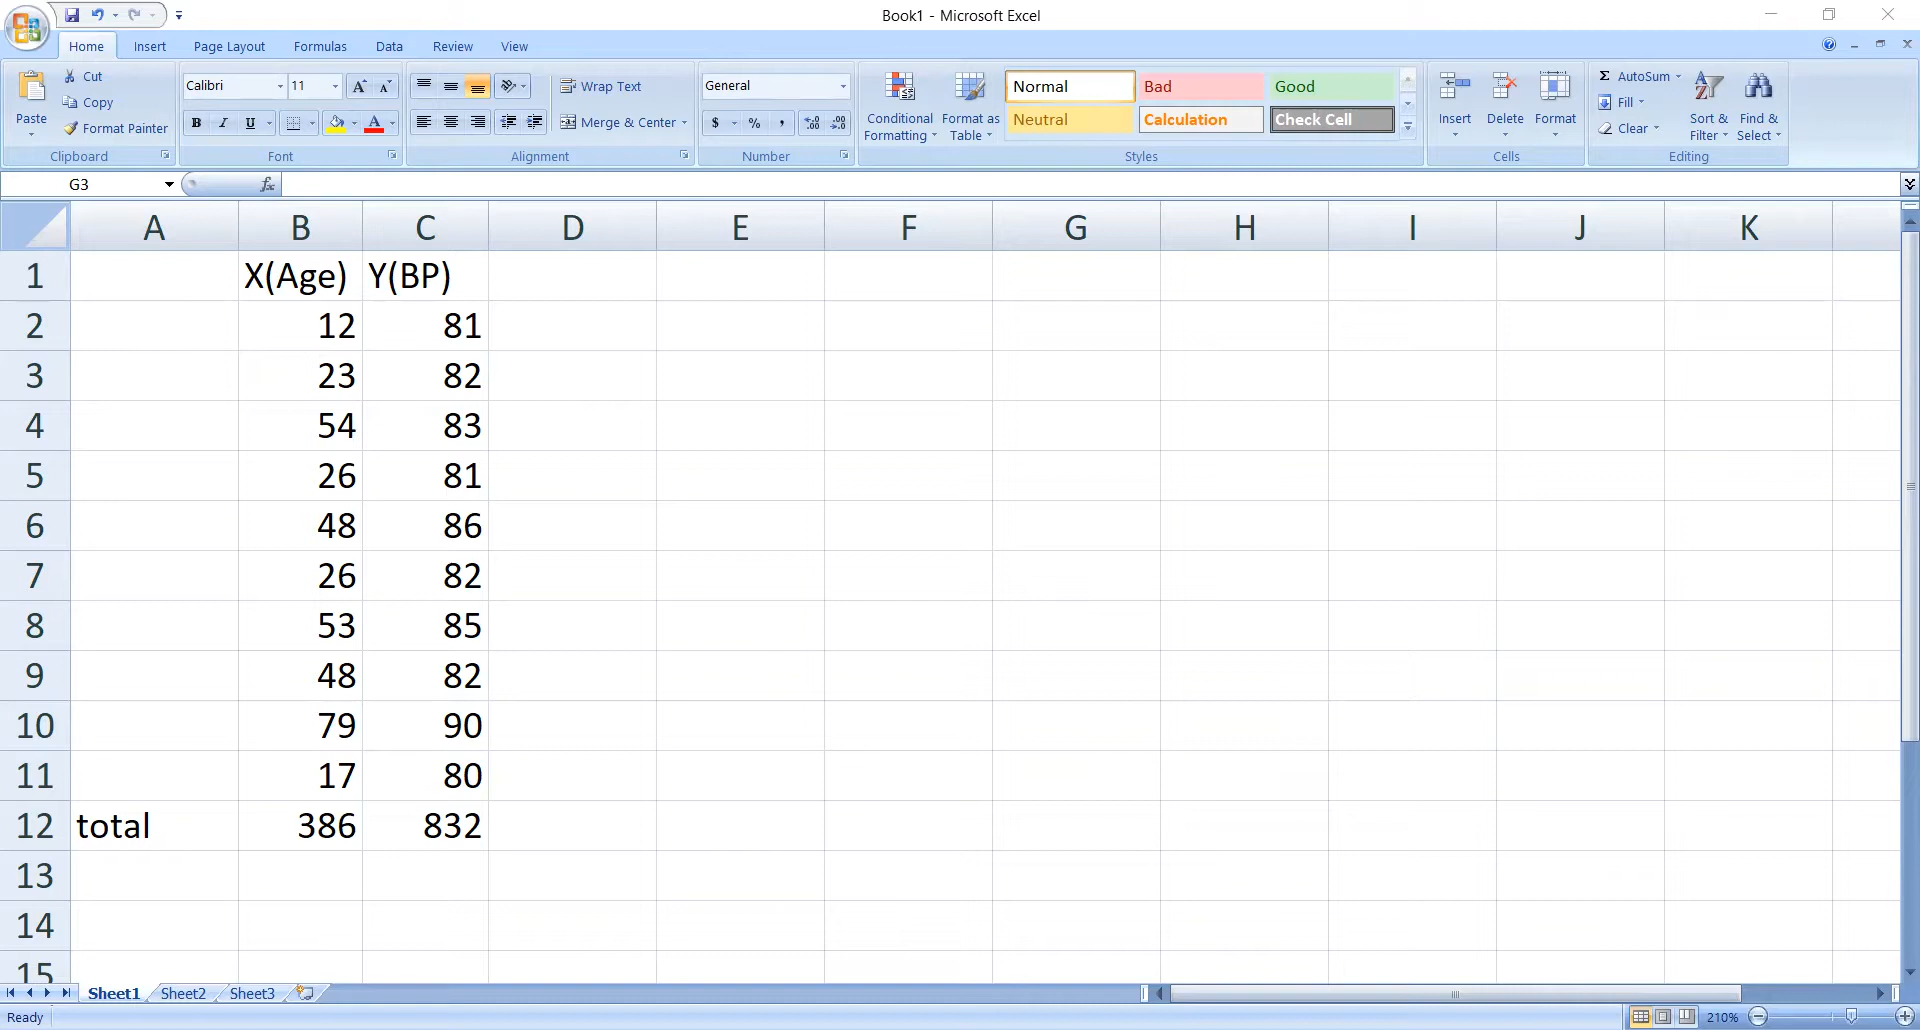 Book1 - Microsoft Excel
Home Insert Page Layout Formulas Data Review View
Paste
Cut
Copy
Format Painter
Clipboard
Calibri 11
B I U
Font
Wrap Text
Merge & Center
Alignment
General
$ % ,
Number
Conditional Formatting
Format as Table
Normal Bad Good
Neutral Calculation Check Cell
Styles
Insert Delete Format
Cells
Σ AutoSum
Fill
Clear
Sort & Filter
Find & Select
Editing
G3 fx
A B C D E F G H I J K
1 X(Age) Y(BP)
2 12 81
3 23 82
4 54 83
5 26 81
6 48 86
7 26 82
8 53 85
9 48 82
10 79 90
11 17 80
12 total 386 832
13
14
15
Sheet1 Sheet2 Sheet3
Ready 210%